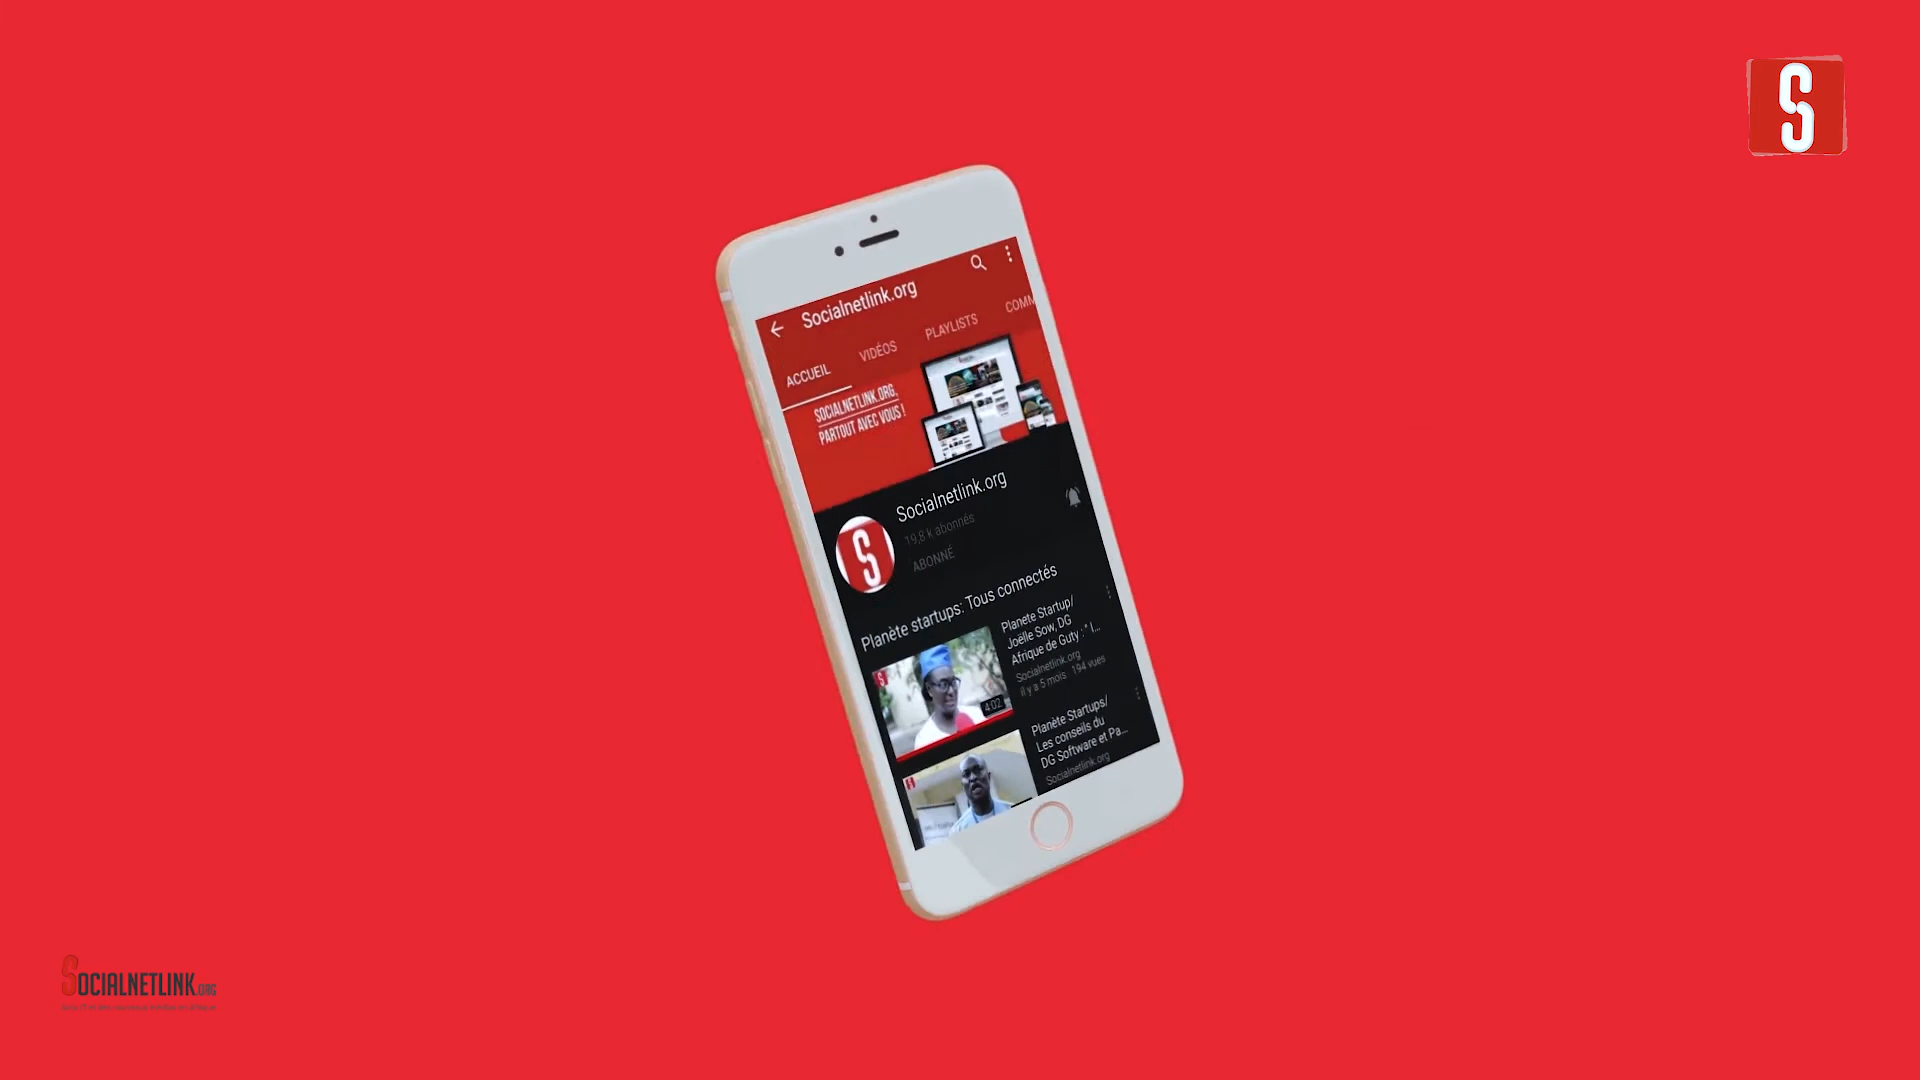 S
Socialnetlink.org
ACCUEIL
VIDÉOS
PLAYLISTS
COMM
SOCIALNETLINK.ORG,
PARTOUT AVEC VOUS !
S
Socialnetlink.org
19,8 k abonnés
ABONNÉ
Planète startups: Tous connectés
4:02
Planete Startup/
Joëlle Sow, DG
Afrique de Guty : " I...
Socialnetlink.org
il y a 5 mois · 194 vues
Planète Startups/
Les conseils du
DG Software et Pa...
Socialnetlink.org
SOCIALNETLINK.ORG